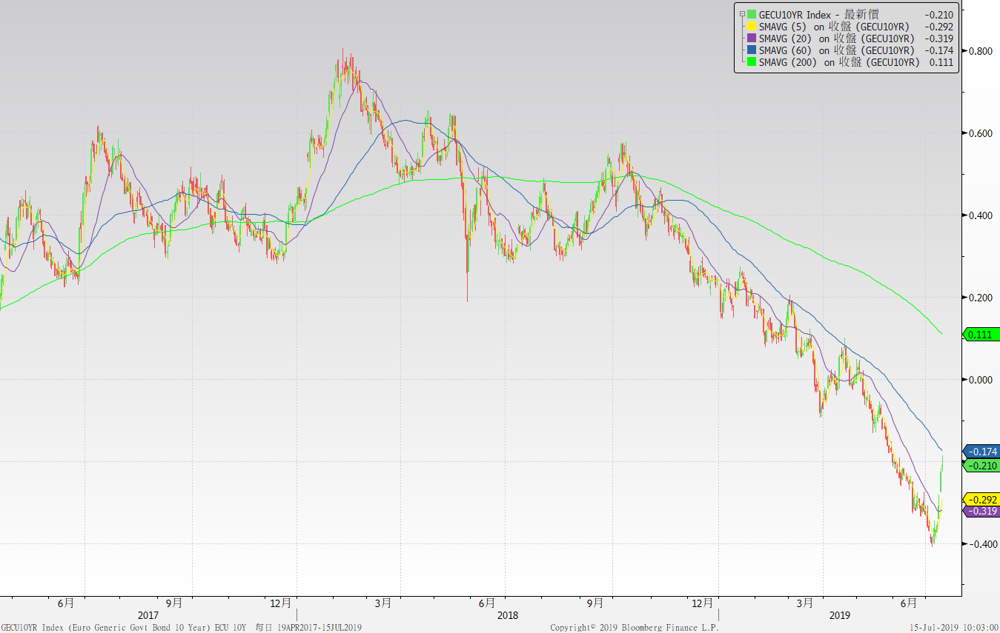 GECU10YR Index - 最新價 -0.210
SMAVG (5) on 收盤 (GECU10YR) -0.292
SMAVG (20) on 收盤 (GECU10YR) -0.319
SMAVG (60) on 收盤 (GECU10YR) -0.174
SMAVG (200) on 收盤 (GECU10YR) 0.111
0.800
0.600
0.400
0.200
0.111
0.000
-0.174
-0.210
-0.292
-0.319
-0.400
6月 9月 12月 3月 6月 9月 12月 3月 6月
2017 2018 2019
GECU10YR Index (Euro Generic Govt Bond 10 Year) ECU 10Y 每日 19APR2017-15JUL2019 Copyright© 2019 Bloomberg Finance L.P. 15-Jul-2019 10:03:00